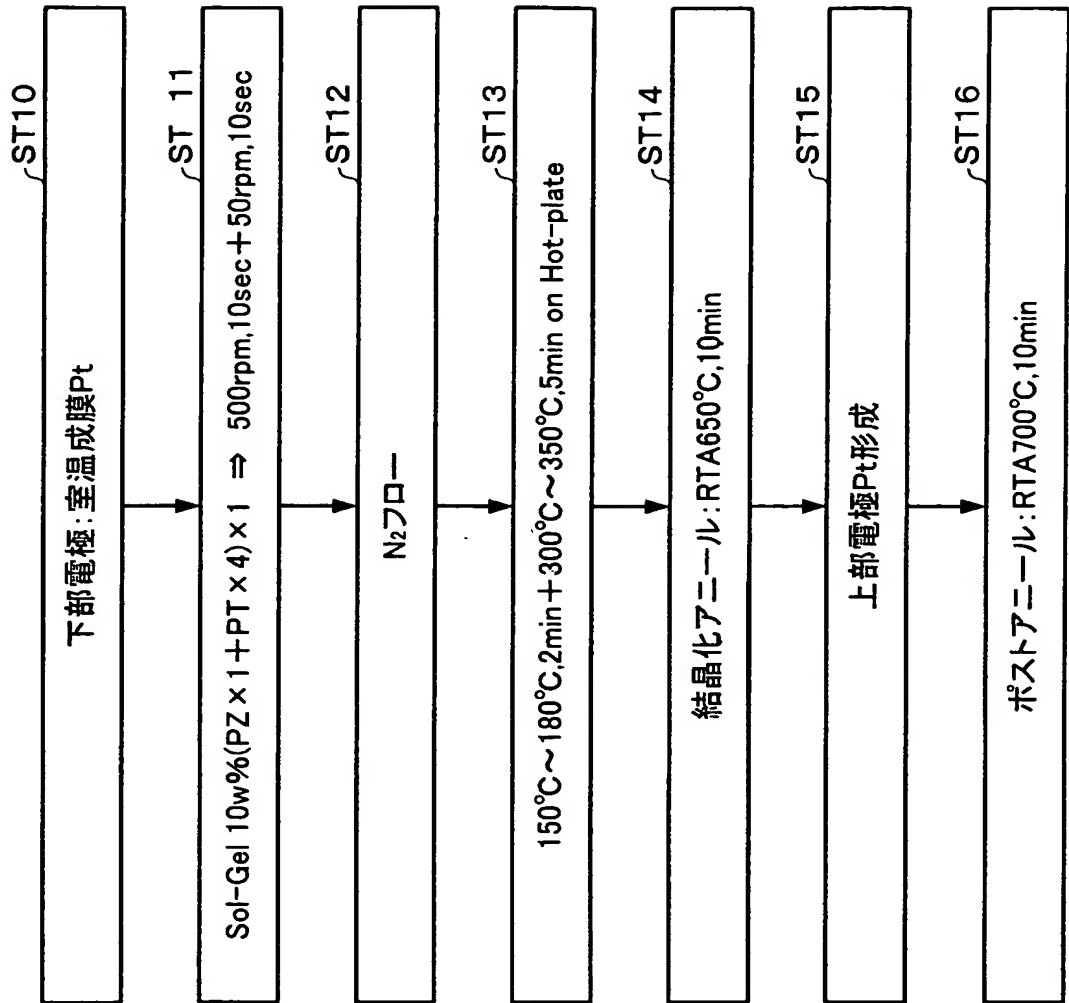 ST10
下部電極:室温成膜Pt
ST 11
Sol-Gel 10w%(PZ×1+PT×4)×1 ⇒ 500rpm,10sec+50rpm,10sec
ST12
N₂フロー
ST13
150℃~180℃,2min+300℃~350℃,5min on Hot-plate
ST14
結晶化アニール:RTA650℃,10min
ST15
上部電極Pt形成
ST16
ポストアニール:RTA700℃,10min